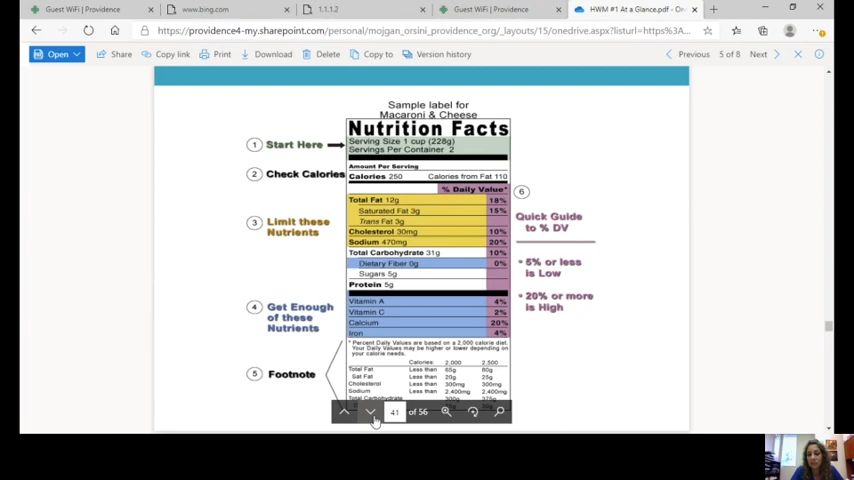 Guest WiFi | Providence
www.bing.com
1.1.1.2
Guest WiFi | Providence
HWM #1 At a Glance.pdf - On
https://providence4-my.sharepoint.com/personal/mojgan_orsini_providence_org/_layouts/15/onedrive.aspx?listurl=https%3A...
Open
Share
Copy link
Print
Download
Delete
Copy to
Version history
Previous
5 of 8
Next
Sample label for
Macaroni & Cheese
Nutrition Facts
1 Start Here
Serving Size 1 cup (228g)
Servings Per Container 2
Amount Per Serving
2 Check Calories
Calories 250 Calories from Fat 110
% Daily Value*
3 Limit these
Nutrients
Total Fat 12g 18%
Saturated Fat 3g 15%
Trans Fat 3g
Cholesterol 30mg 10%
Sodium 470mg 20%
Total Carbohydrate 31g 10%
Dietary Fiber 0g 0%
Sugars 5g
Protein 5g
4 Get Enough
of these
Nutrients
Vitamin A 4%
Vitamin C 2%
Calcium 20%
Iron 4%
5 Footnote
* Percent Daily Values are based on a 2,000 calorie diet.
Your Daily Values may be higher or lower depending on
your calorie needs.
Calories: 2,000 2,500
Total Fat Less than 65g 80g
Sat Fat Less than 20g 25g
Cholesterol Less than 300mg 300mg
Sodium Less than 2,400mg 2,400mg
Total Carbohydrate 300g 375g
6
Quick Guide
to % DV
• 5% or less
is Low
• 20% or more
is High
41 of 56